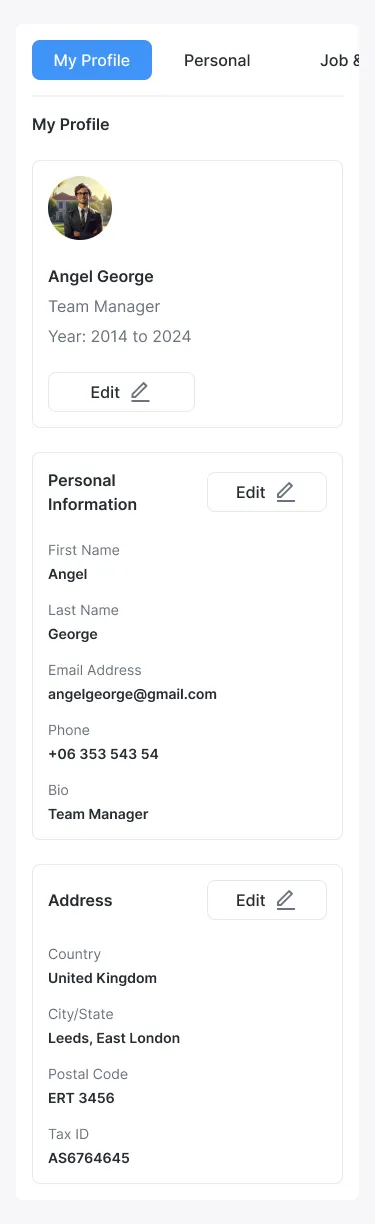 My Profile
Personal
Job &
My Profile
Angel George
Team Manager
Year: 2014 to 2024
Edit
Personal
Information
Edit
First Name
Angel
Last Name
George
Email Address
angelgeorge@gmail.com
Phone
+06 353 543 54
Bio
Team Manager
Address
Edit
Country
United Kingdom
City/State
Leeds, East London
Postal Code
ERT 3456
Tax ID
AS6764645